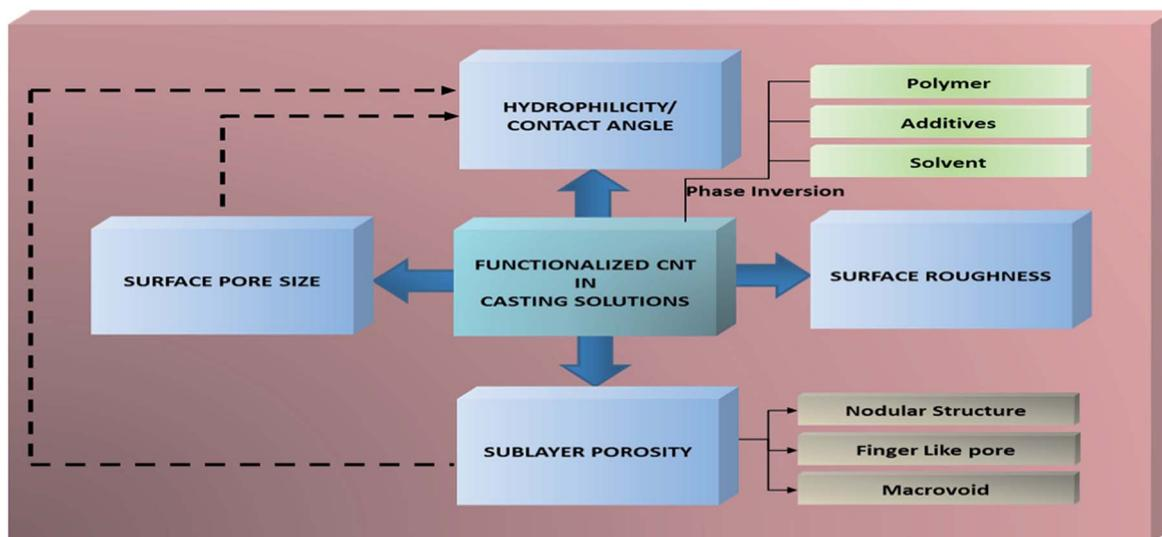 HYDROPHILICITY/
CONTACT ANGLE
Polymer
Additives
Solvent
Phase Inversion
SURFACE PORE SIZE
FUNCTIONALIZED CNT
IN
CASTING SOLUTIONS
SURFACE ROUGHNESS
SUBLAYER POROSITY
Nodular Structure
Finger Like pore
Macrovoid